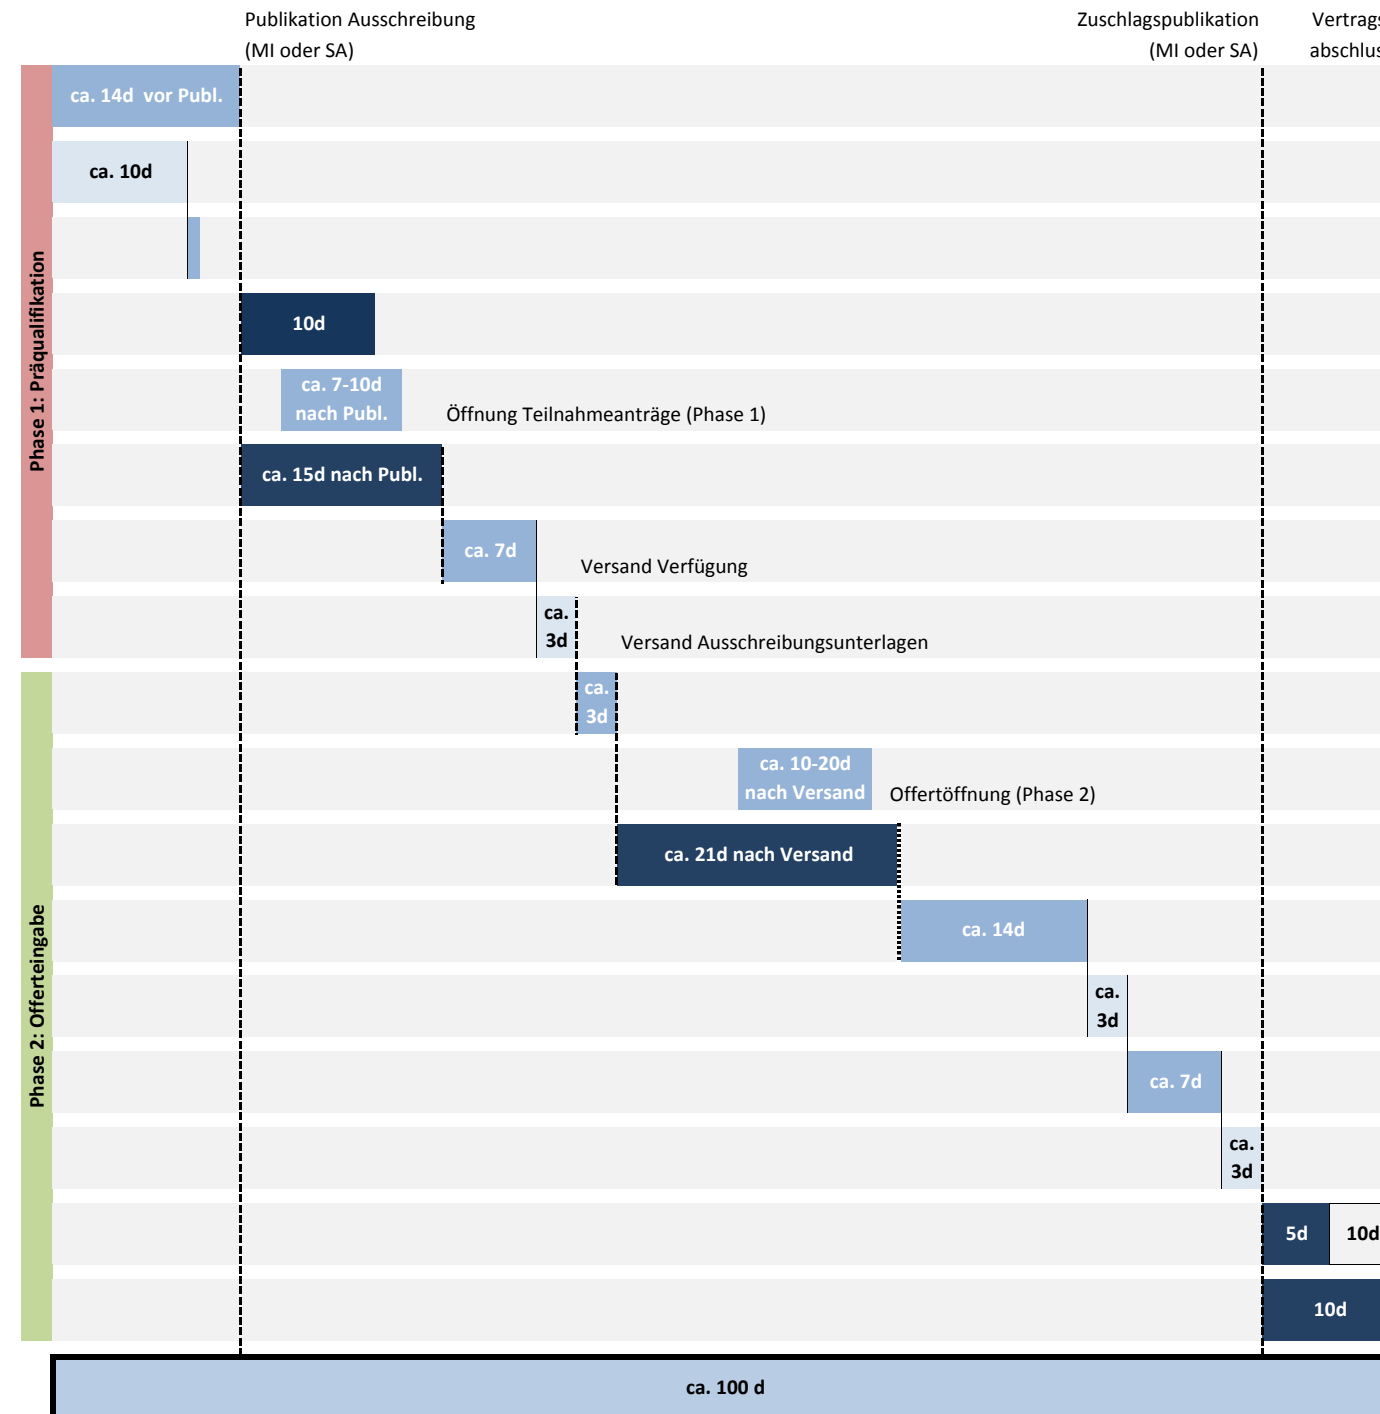 Publikation Ausschreibung
(MI oder SA)
Zuschlagspublikation
(MI oder SA)
Vertrags
abschlus
Phase 1: Präqualifikation
ca. 14d vor Publ.
ca. 10d
10d
ca. 7-10d
nach Publ.
Öffnung Teilnahmeanträge (Phase 1)
ca. 15d nach Publ.
ca. 7d
Versand Verfügung
ca.
3d
Versand Ausschreibungsunterlagen
Phase 2: Offerteingabe
ca.
3d
ca. 10-20d
nach Versand
Offertöffnung (Phase 2)
ca. 21d nach Versand
ca. 14d
ca.
3d
ca. 7d
ca.
3d
5d
10d
10d
ca. 100 d